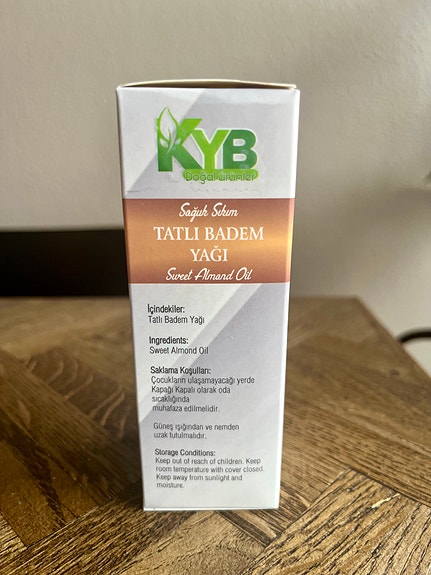 KYB
Doğal Ürünler
Soğuk Sıkım
TATLI BADEM
YAĞI
Sweet Almond Oil
İçindekiler:
Tatlı Badem Yağı
Ingredients:
Sweet Almond Oil
Saklama Koşulları:
Çocukların ulaşamayacağı yerde
Kapağı Kapalı olarak oda
sıcaklığında
muhafaza edilmelidir.
Güneş ışığından ve nemden
uzak tutulmalıdır.
Storage Conditions:
Keep out of reach of children. Keep
room temperature with cover closed.
Keep away from sunlight and
moisture.